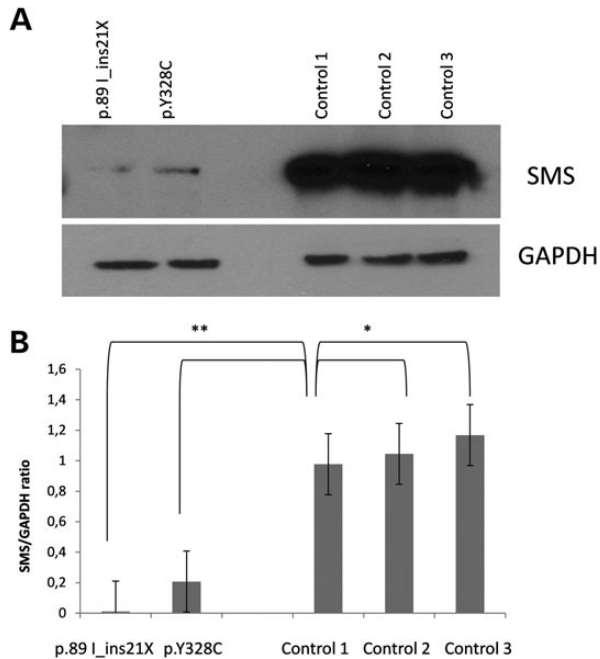 A
p.89 I_ins21X
p.Y328C
Control 1
Control 2
Control 3
SMS
GAPDH
B
** *
SMS/GAPDH ratio
1,6
1,4
1,2
1
0,8
0,6
0,4
0,2
0
p.89 I_ins21X p.Y328C Control 1 Control 2 Control 3